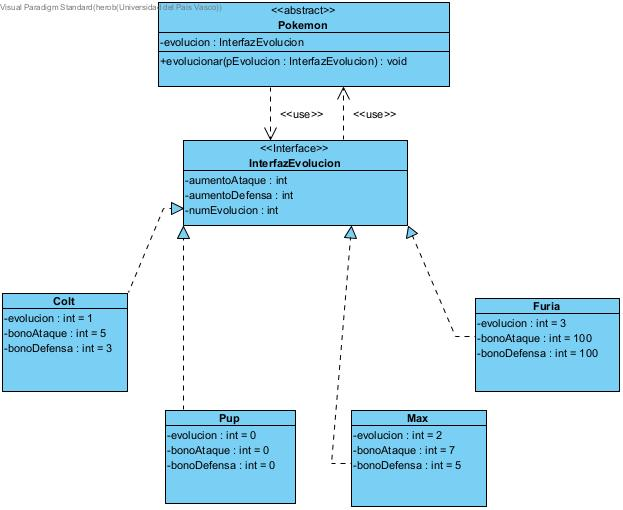 Visual Paradigm Standard(herob(Universidad del Pais Vasco))
<<abstract>>
Pokemon
-evolucion : InterfazEvolucion
+evolucionar(pEvolucion : InterfazEvolucion) : void
<<use>>
<<use>>
<<Interface>>
InterfazEvolucion
-aumentoAtaque : int
-aumentoDefensa : int
-numEvolucion : int
Colt
-evolucion : int = 1
-bonoAtaque : int = 5
-bonoDefensa : int = 3
Furia
-evolucion : int = 3
-bonoAtaque : int = 100
-bonoDefensa : int = 100
Pup
-evolucion : int = 0
-bonoAtaque : int = 0
-bonoDefensa : int = 0
Max
-evolucion : int = 2
-bonoAtaque : int = 7
-bonoDefensa : int = 5